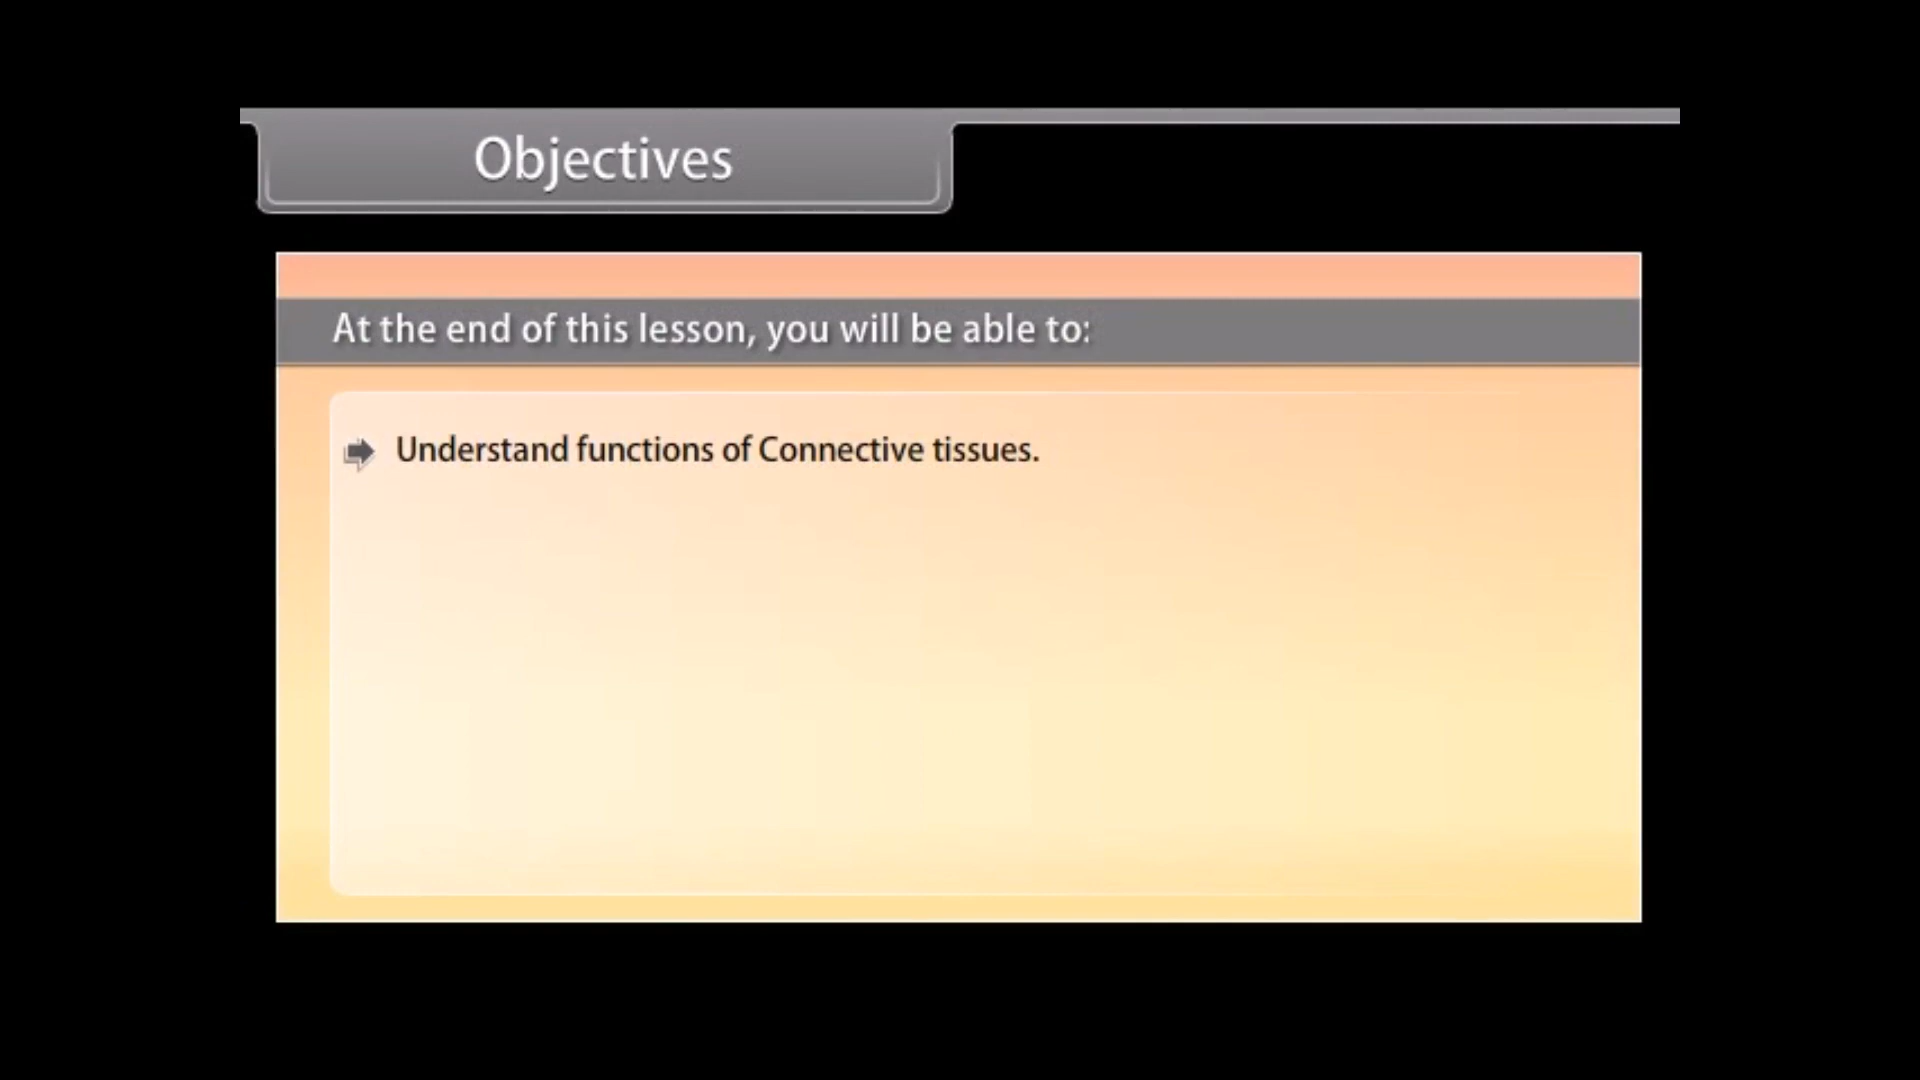 Objectives
At the end of this lesson, you will be able to:
Understand functions of Connective tissues.